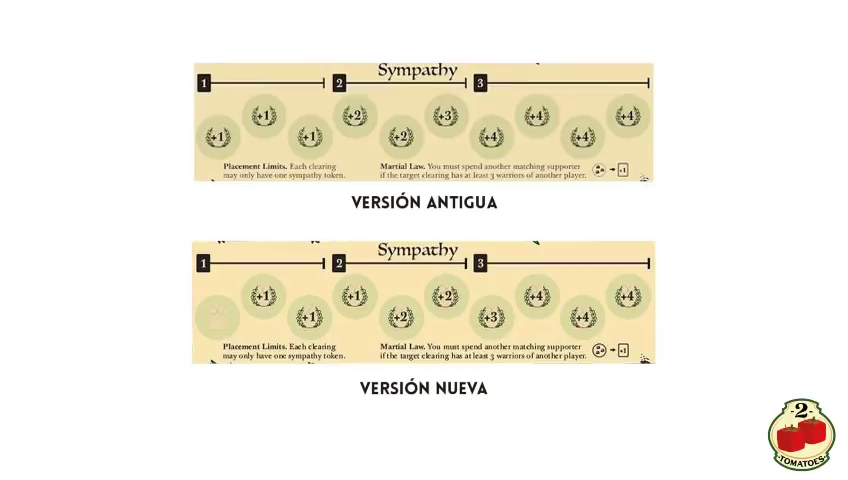 Sympathy
1 2 3
+1 +1 +1 +2 +2 +3 +4 +4 +4 +4
Placement Limits. Each clearing
may only have one sympathy token.
Martial Law. You must spend another matching supporter
if the target clearing has at least 3 warriors of another player.
+1
VERSIÓN ANTIGUA
Sympathy
1 2 3
+1 +1 +1 +2 +2 +3 +4 +4 +4
Placement Limits. Each clearing
may only have one sympathy token.
Martial Law. You must spend another matching supporter
if the target clearing has at least 3 warriors of another player.
+1
VERSIÓN NUEVA
-2-
-TOMATOES-